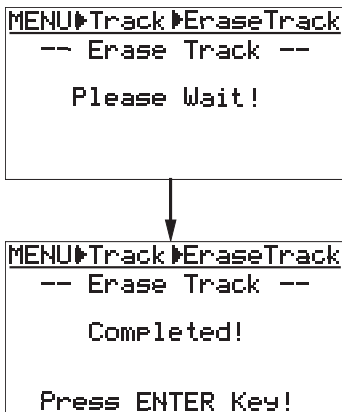 MENU▶Track▶EraseTrack
-- Erase Track --
Please Wait!
MENU▶Track▶EraseTrack
-- Erase Track --
Completed!
Press ENTER Key!